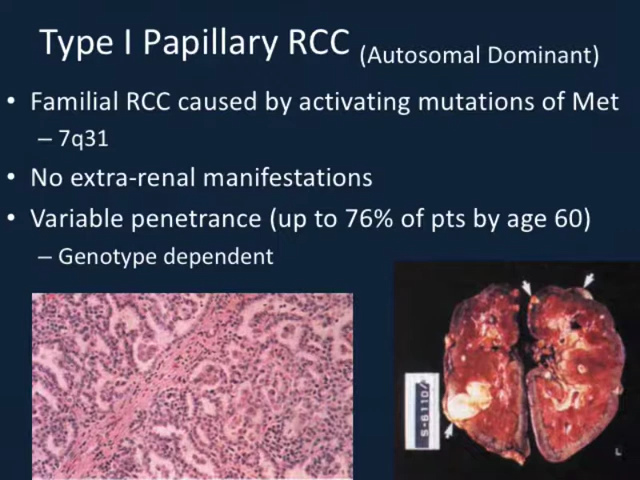 Type I Papillary RCC (Autosomal Dominant)
• Familial RCC caused by activating mutations of Met
– 7q31
• No extra-renal manifestations
• Variable penetrance (up to 76% of pts by age 60)
– Genotype dependent
L